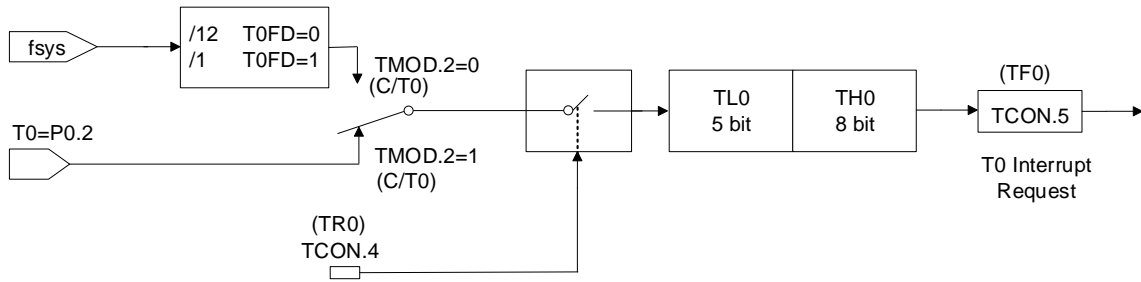 fsys
/12 T0FD=0
/1 T0FD=1
TMOD.2=0
(C/T0)
T0=P0.2
TMOD.2=1
(C/T0)
(TR0)
TCON.4
TL0
5 bit
TH0
8 bit
(TF0)
TCON.5
T0 Interrupt
Request